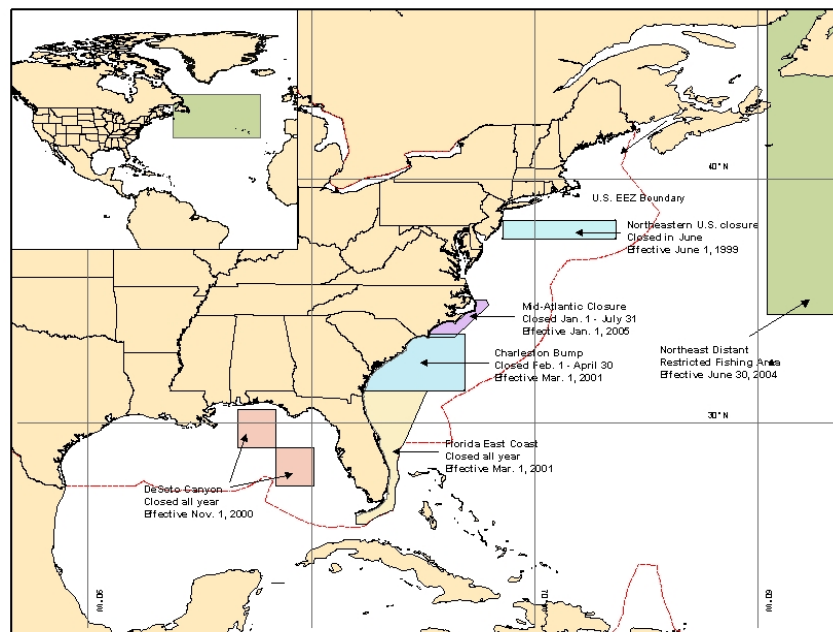 40° N
U.S. EEZ Boundary
Northeastern U.S. closure
Closed in June
Effective June 1, 1999
Mid-Atlantic Closure
Closed Jan. 1 - July 31
Effective Jan. 1, 2005
Charleston Bump
Closed Feb. 1 - April 30
Effective Mar. 1, 2001
Northeast Distant
Restricted Fishing Area
Effective June 30, 2004
30° N
Florida East Coast
Closed all year
Effective Mar. 1, 2001
DeSoto Canyon
Closed all year
Effective Nov. 1, 2000